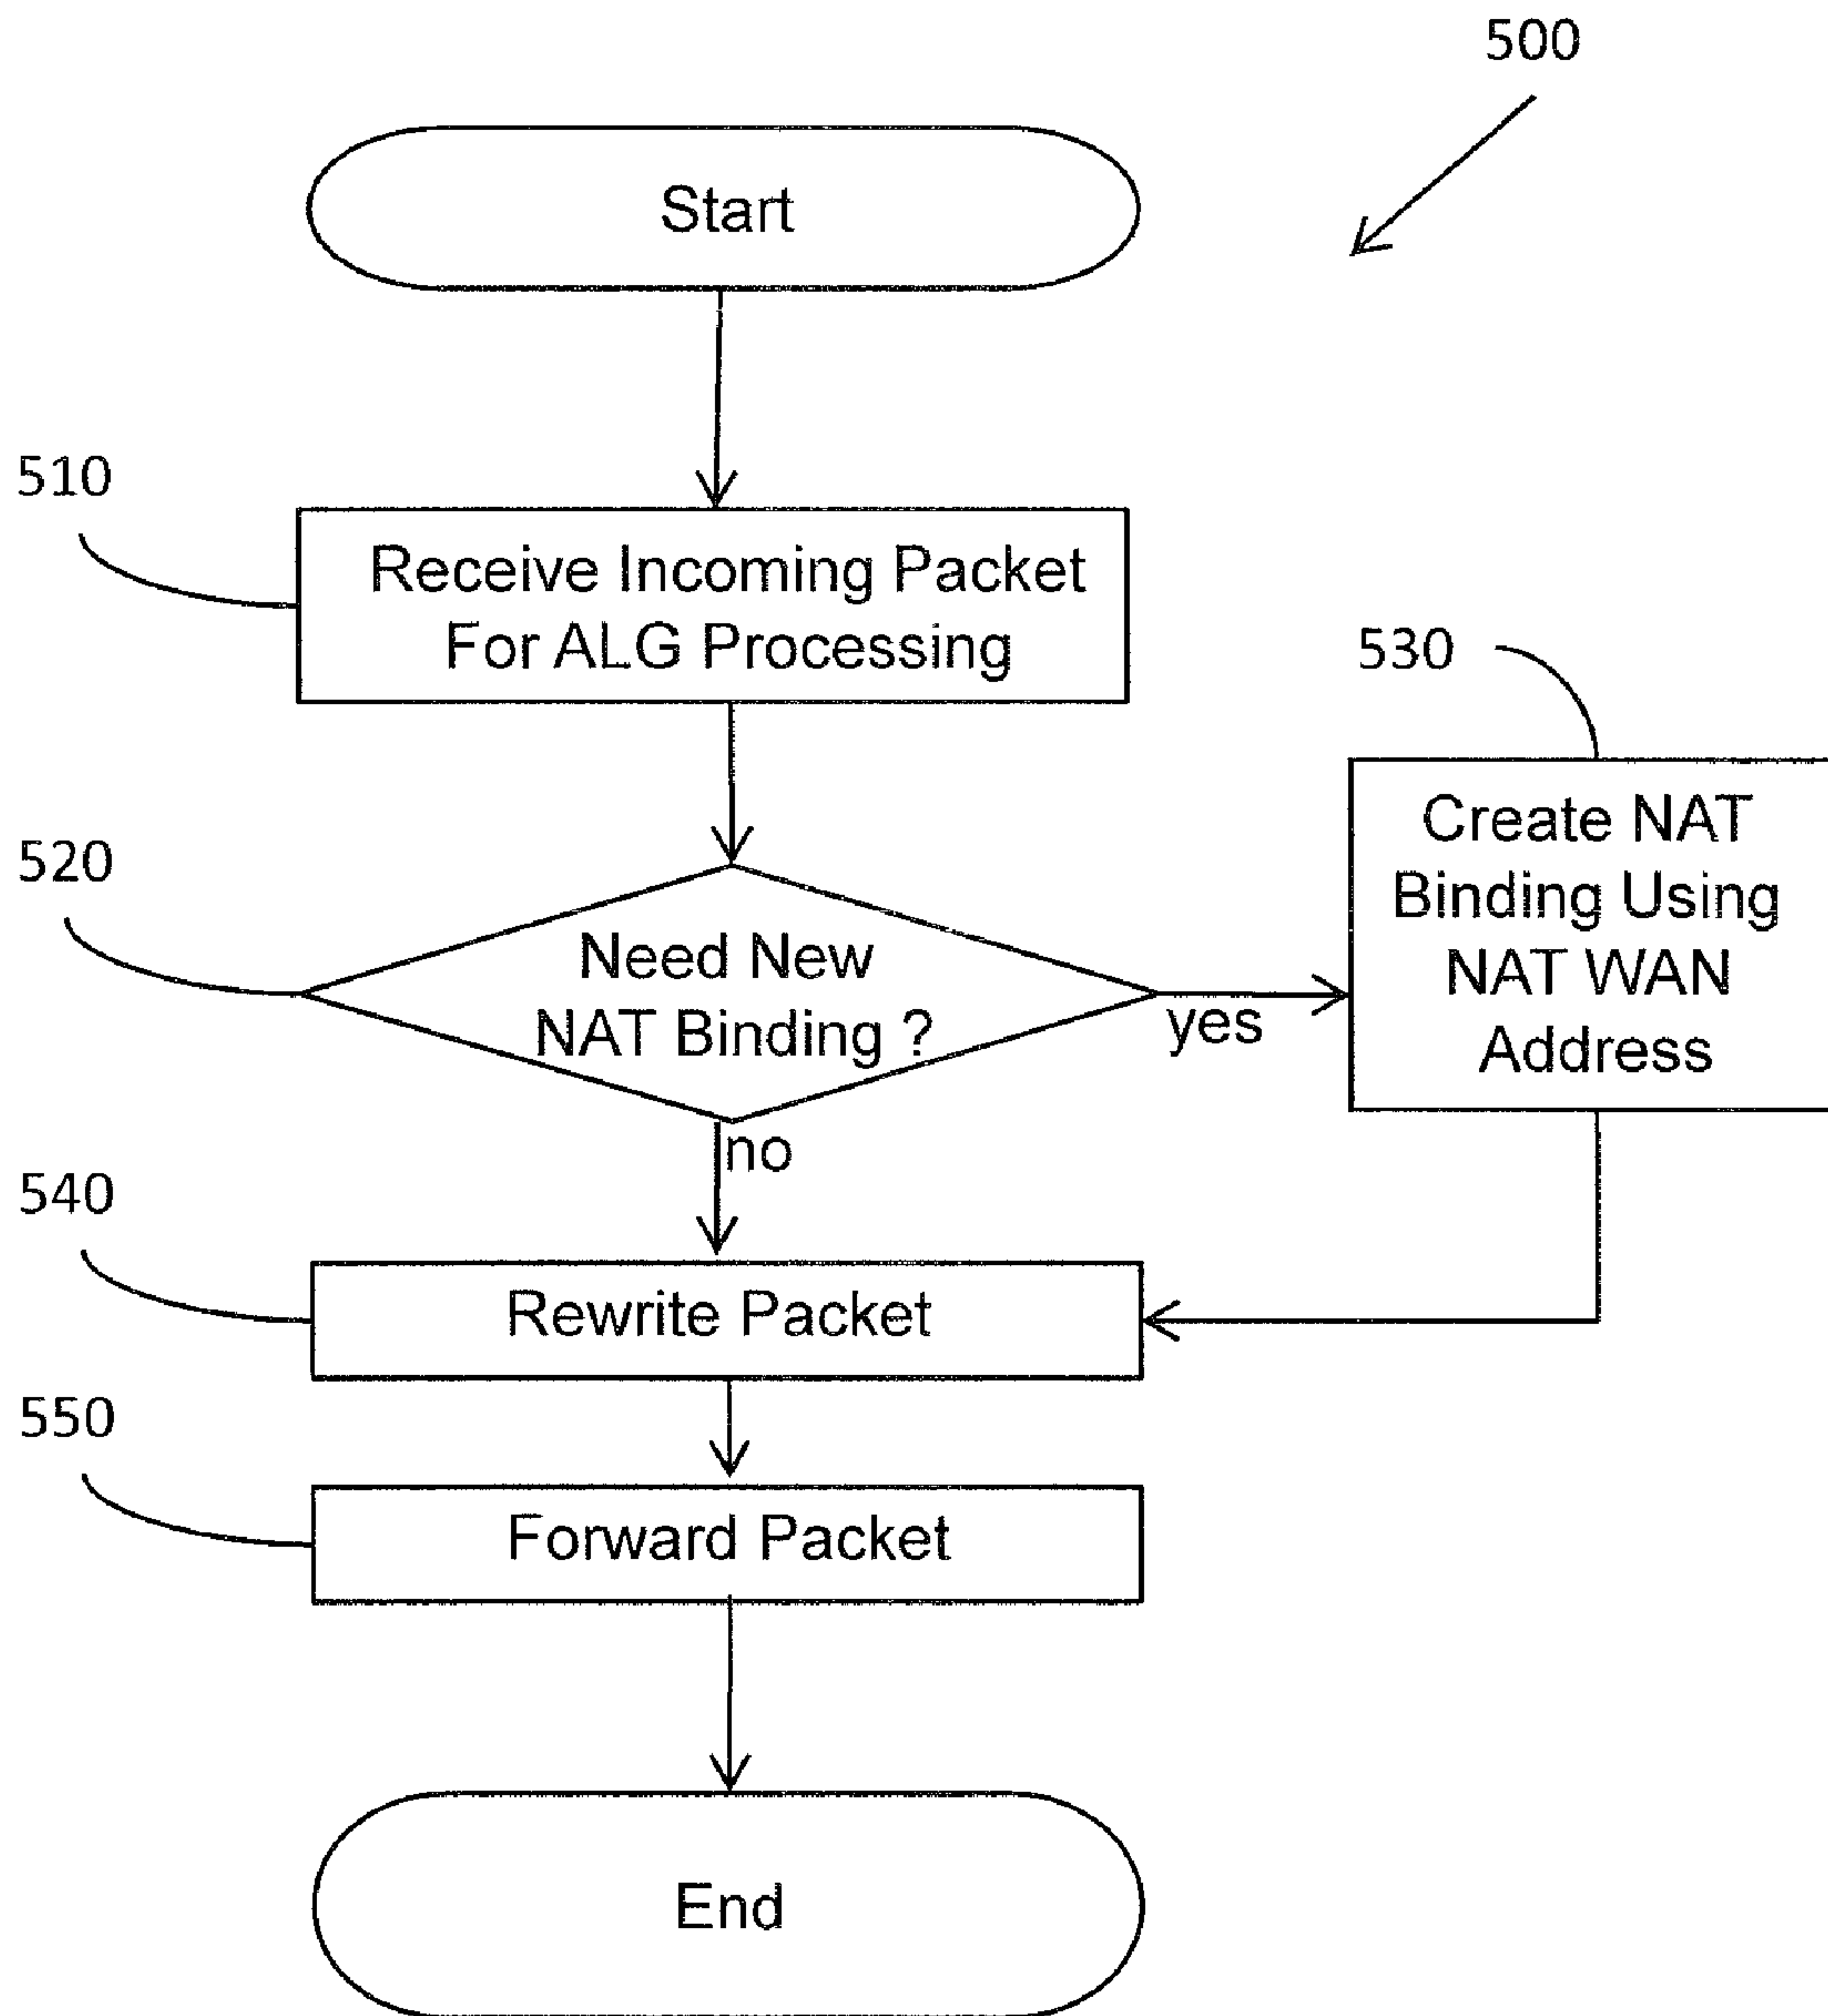 500
Start
510
Receive Incoming Packet
For ALG Processing
530
Create NAT
Binding Using
NAT WAN
Address
520
Need New
NAT Binding ?
yes
no
540
Rewrite Packet
550
Forward Packet
End